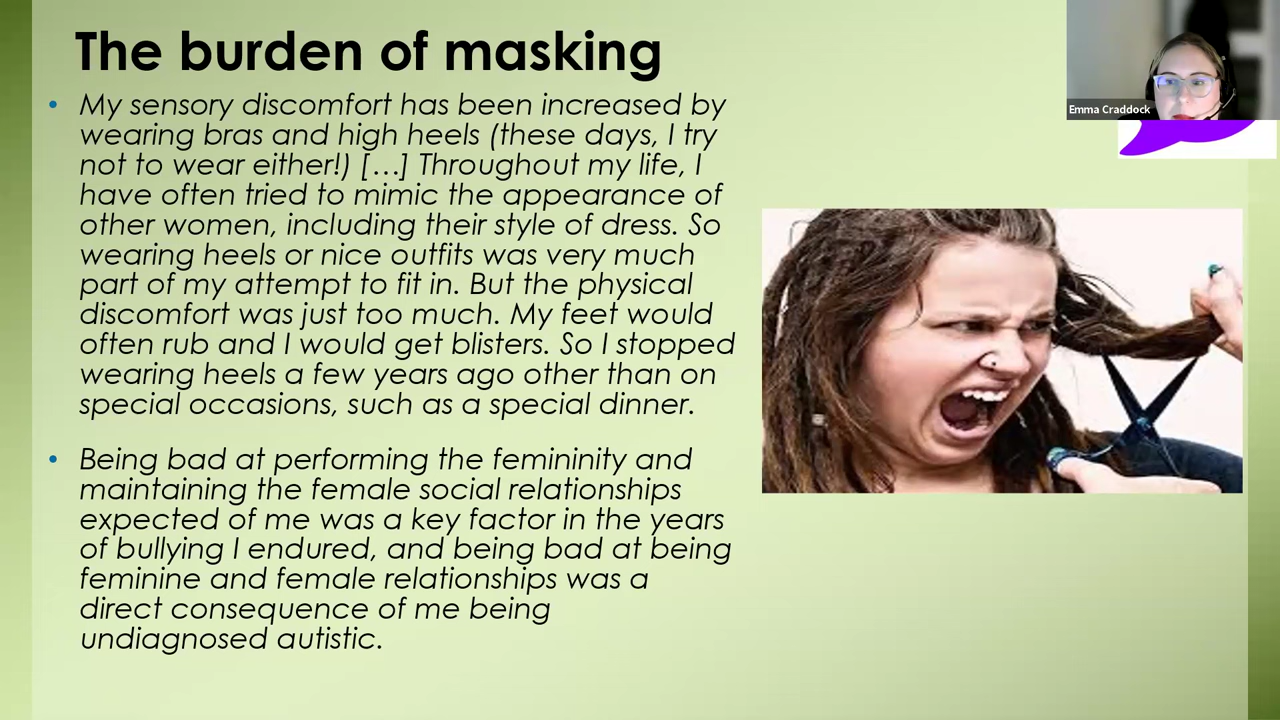 The burden of masking
Emma Craddock
• My sensory discomfort has been increased by
wearing bras and high heels (these days, I try
not to wear either!) […] Throughout my life, I
have often tried to mimic the appearance of
other women, including their style of dress. So
wearing heels or nice outfits was very much
part of my attempt to fit in. But the physical
discomfort was just too much. My feet would
often rub and I would get blisters. So I stopped
wearing heels a few years ago other than on
special occasions, such as a special dinner.
• Being bad at performing the femininity and
maintaining the female social relationships
expected of me was a key factor in the years
of bullying I endured, and being bad at being
feminine and female relationships was a
direct consequence of me being
undiagnosed autistic.